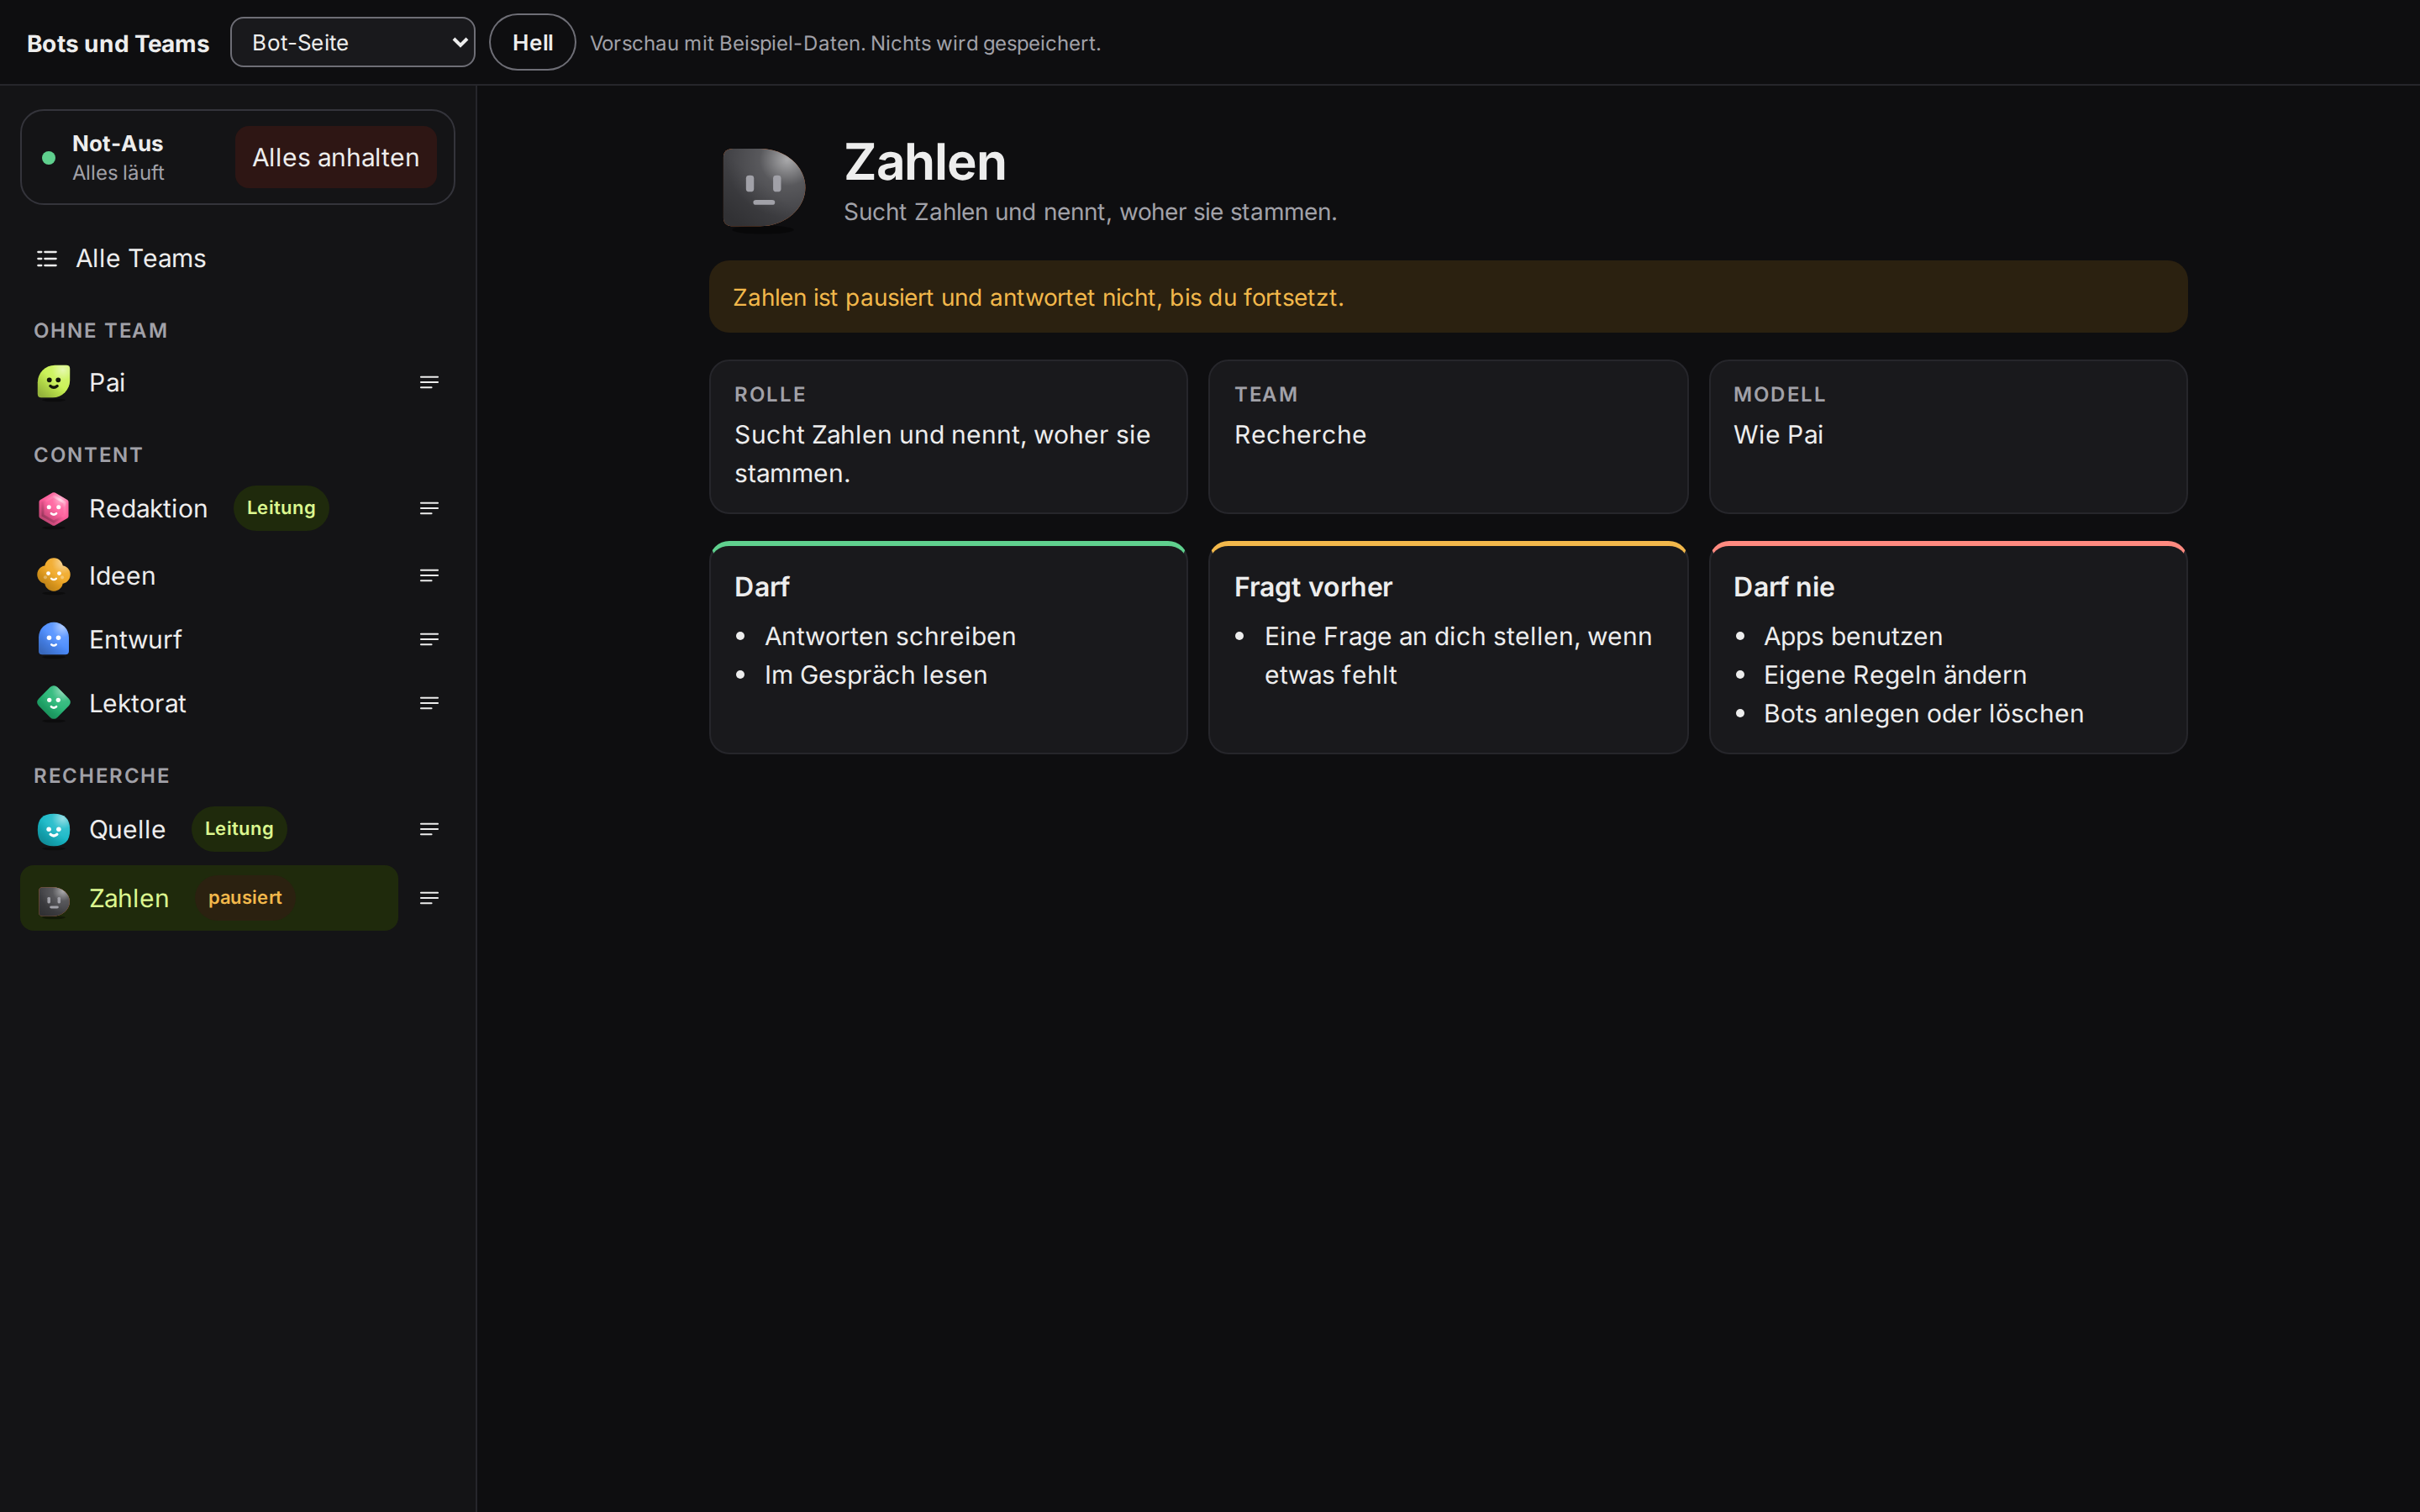 Bots und Teams
Bot-Seite
Hell
Vorschau mit Beispiel-Daten. Nichts wird gespeichert.
Not-Aus
Alles läuft
Alles anhalten
Alle Teams
OHNE TEAM
Pai
CONTENT
Redaktion Leitung
Ideen
Entwurf
Lektorat
RECHERCHE
Quelle Leitung
Zahlen pausiert
Zahlen
Sucht Zahlen und nennt, woher sie stammen.
Zahlen ist pausiert und antwortet nicht, bis du fortsetzt.
ROLLE
Sucht Zahlen und nennt, woher sie
stammen.
TEAM
Recherche
MODELL
Wie Pai
Darf
• Antworten schreiben
• Im Gespräch lesen
Fragt vorher
• Eine Frage an dich stellen, wenn
etwas fehlt
Darf nie
• Apps benutzen
• Eigene Regeln ändern
• Bots anlegen oder löschen